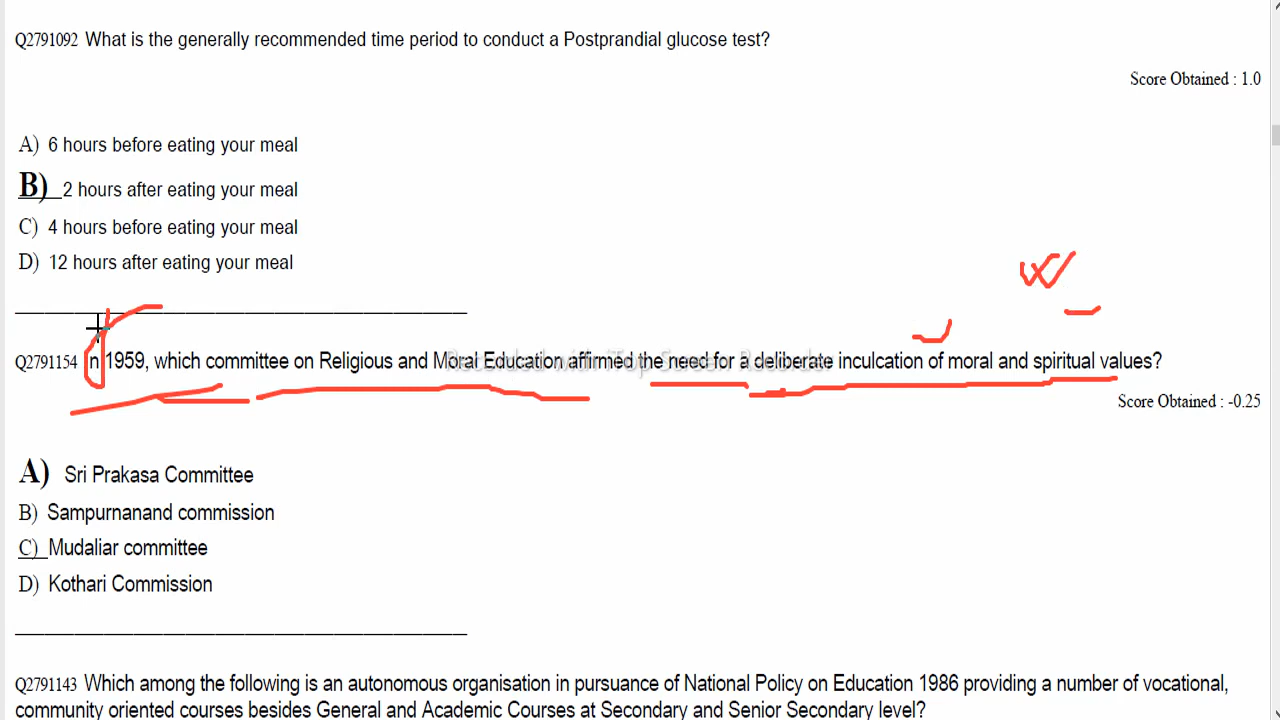 Q2791092 What is the generally recommended time period to conduct a Postprandial glucose test?
Score Obtained : 1.0
A) 6 hours before eating your meal
B) 2 hours after eating your meal
C) 4 hours before eating your meal
D) 12 hours after eating your meal
Q2791154 In 1959, which committee on Religious and Moral Education affirmed the need for a deliberate inculcation of moral and spiritual values?
Recorded with iTop Screen Recorder
Score Obtained : -0.25
A) Sri Prakasa Committee
B) Sampurnanand commission
C) Mudaliar committee
D) Kothari Commission
Q2791143 Which among the following is an autonomous organisation in pursuance of National Policy on Education 1986 providing a number of vocational,
community oriented courses besides General and Academic Courses at Secondary and Senior Secondary level?